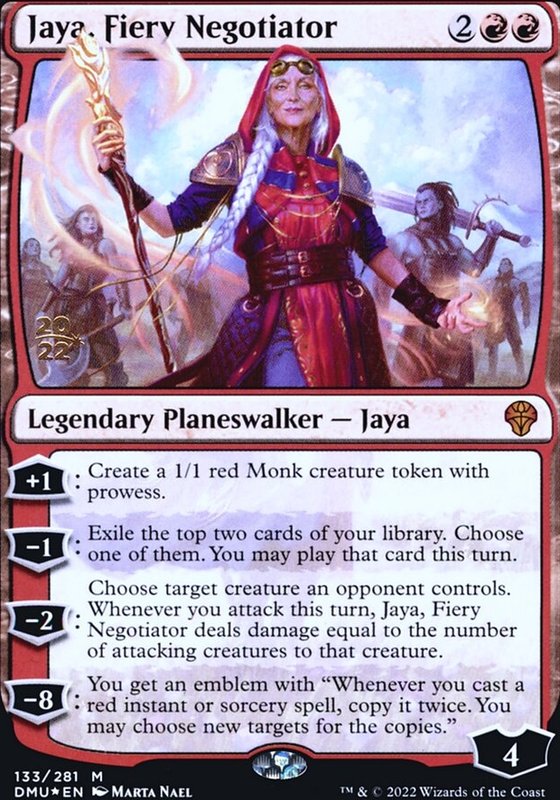 Jaya, Fiery Negotiator 2
20
22
Legendary Planeswalker — Jaya
+1 : Create a 1/1 red Monk creature token with
prowess.
−1 : Exile the top two cards of your library. Choose
one of them. You may play that card this turn.
−2 : Choose target creature an opponent controls.
Whenever you attack this turn, Jaya, Fiery
Negotiator deals damage equal to the number
of attacking creatures to that creature.
−8 : You get an emblem with “Whenever you cast a
red instant or sorcery spell, copy it twice. You
may choose new targets for the copies.”
4
133/281 M
DMU★EN Marta Nael
™ & © 2022 Wizards of the Coast